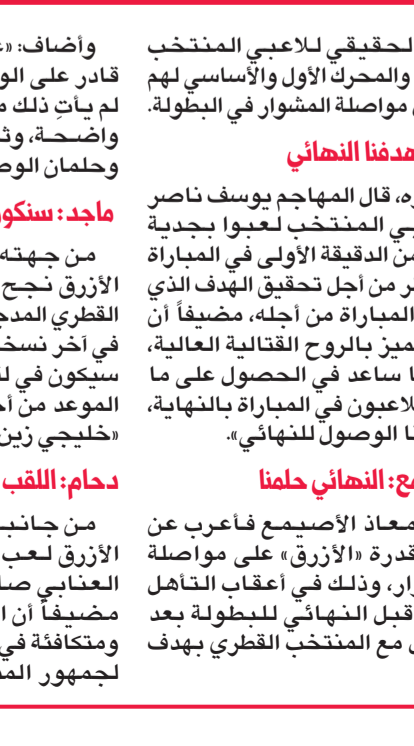 لحقيقي للاعبي المنتخب
والمحرك الأول والأساسي لهم
مواصلة المشوار في البطولة.
هدفنا النهائي
ره، قال المهاجم يوسف ناصر
بي المنتخب لعبوا بجدية
من الدقيقة الأولى في المباراة
ر من أجل تحقيق الهدف الذي
المباراة من أجله، مضيفاً أن
ميز بالروح القتالية العالية،
ا ساعد في الحصول على ما
لاعبون في المباراة بالنهاية،
نا الوصول للنهائي».
مع: النهائي حلمنا
معاذ الأصيمع فأعرب عن
قدرة «الأزرق» على مواصلة
رار، وذلك في أعقاب التأهل
قبل النهائي للبطولة بعد
مع المنتخب القطري بهدف
وأضاف: «
قادر على الو
لم يأتِ ذلك م
واضحة، وث
وحلمان الوص
ماجد: سنكو
من جهته
الأزرق نجح
القطري المدج
في آخر نسخ
سيكون في ل
الموعد من أ
«خليجي زين
دحام: اللقب
من جانب
الأزرق لعب
العنابي ص
مضيفاً أن ا
ومتكافئة في
لجمهور الم